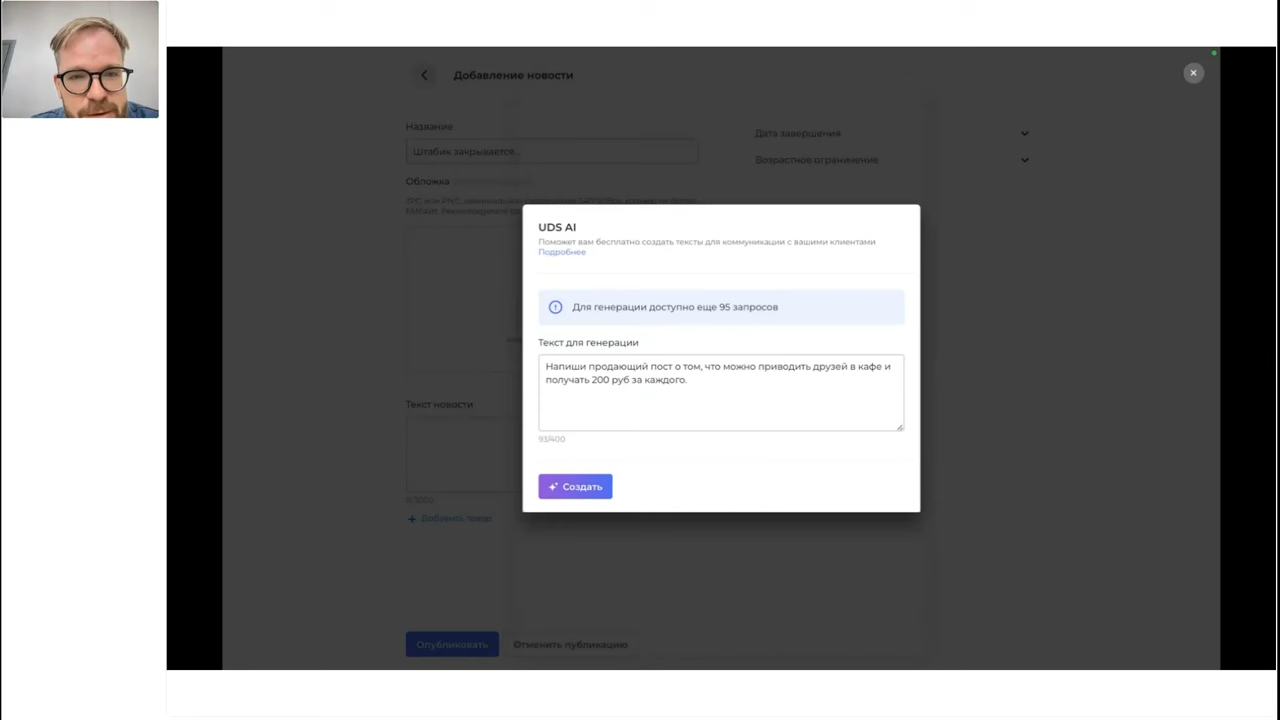 Добавление новости
Название
Штабик закрывается...
Дата завершения
Возрастное ограничение
Обложка
UDS AI
Поможет вам бесплатно создать тексты для коммуникации с вашими клиентами
Подробнее
Для генерации доступно еще 95 запросов
Текст для генерации
Напиши продающий пост о том, что можно приводить друзей в кафе и
получать 200 руб за каждого.
93/400
Создать
Текст новости
0/3000
Добавить товар
Опубликовать
Отменить публикацию